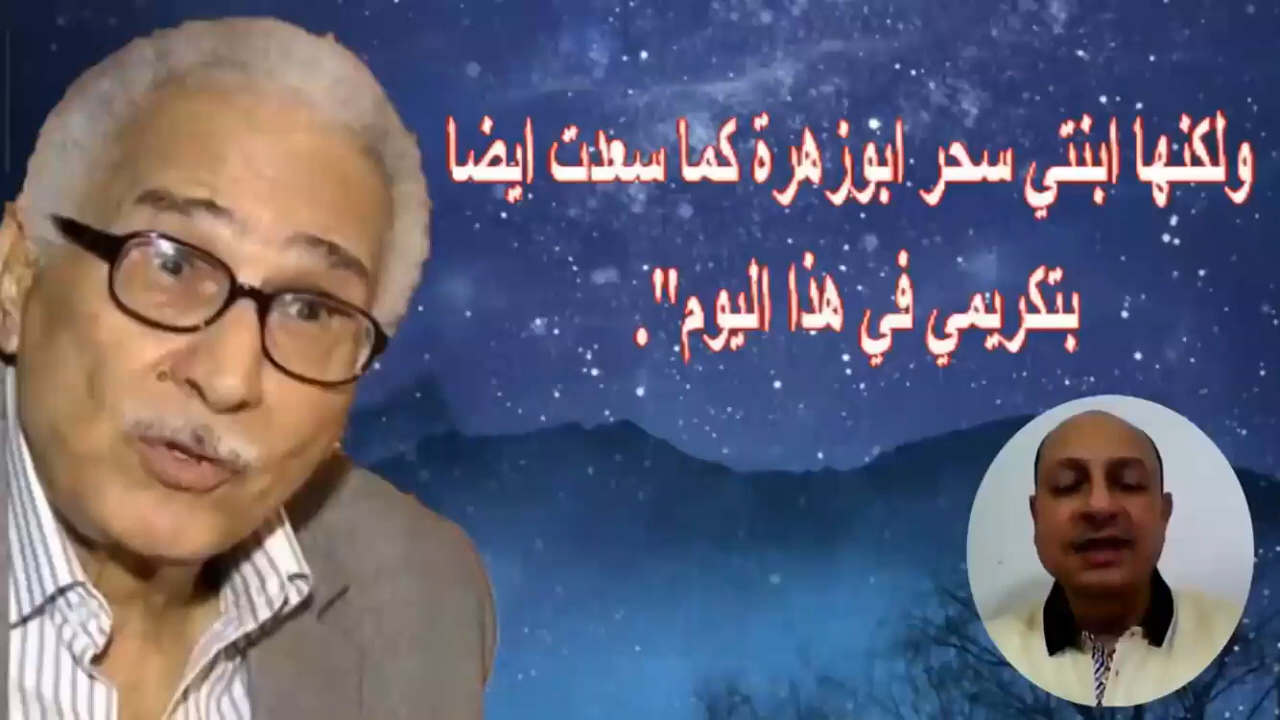 ولكنها ابنتي سحر ابوزهرة كما سعدت ايضا
بتكريمي في هذا اليوم".